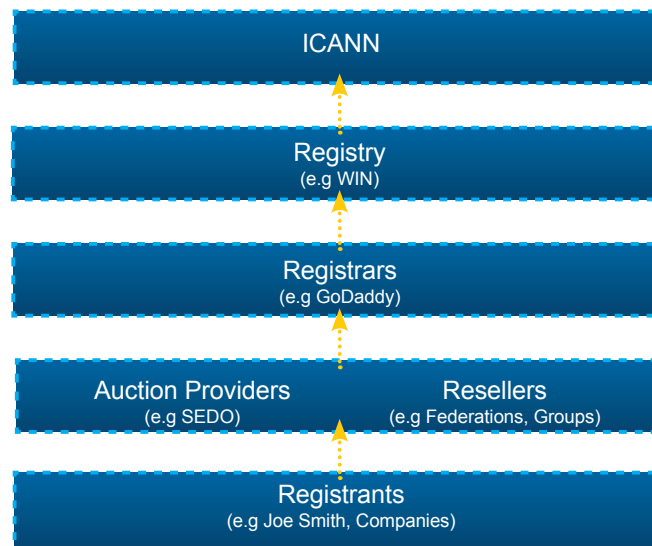 ICANN
Registry
(e.g WIN)
Registrars
(e.g GoDaddy)
Auction Providers
(e.g SEDO)
Resellers
(e.g Federations, Groups)
Registrants
(e.g Joe Smith, Companies)